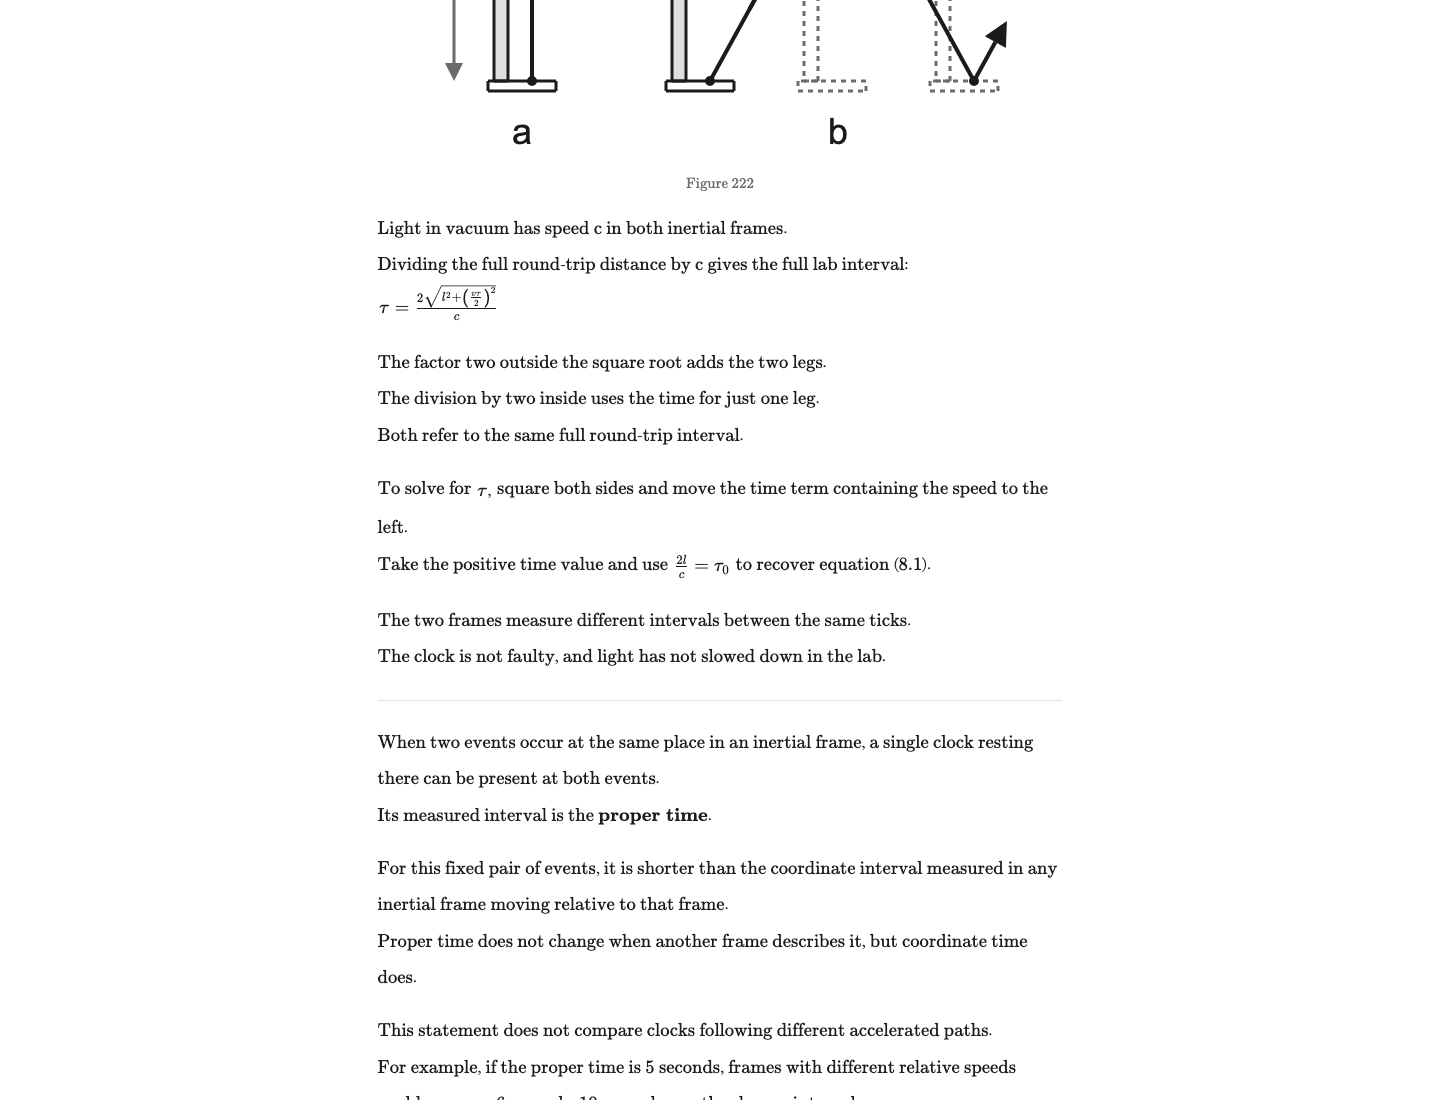 a
b
Figure 222
Light in vacuum has speed c in both inertial frames.
Dividing the full round-trip distance by c gives the full lab interval:
τ = 2√(l²+(vτ/2)²)/c
The factor two outside the square root adds the two legs.
The division by two inside uses the time for just one leg.
Both refer to the same full round-trip interval.
To solve for τ, square both sides and move the time term containing the speed to the
left.
Take the positive time value and use 2l/c = τ₀ to recover equation (8.1).
The two frames measure different intervals between the same ticks.
The clock is not faulty, and light has not slowed down in the lab.
When two events occur at the same place in an inertial frame, a single clock resting
there can be present at both events.
Its measured interval is the proper time.
For this fixed pair of events, it is shorter than the coordinate interval measured in any
inertial frame moving relative to that frame.
Proper time does not change when another frame describes it, but coordinate time
does.
This statement does not compare clocks following different accelerated paths.
For example, if the proper time is 5 seconds, frames with different relative speeds